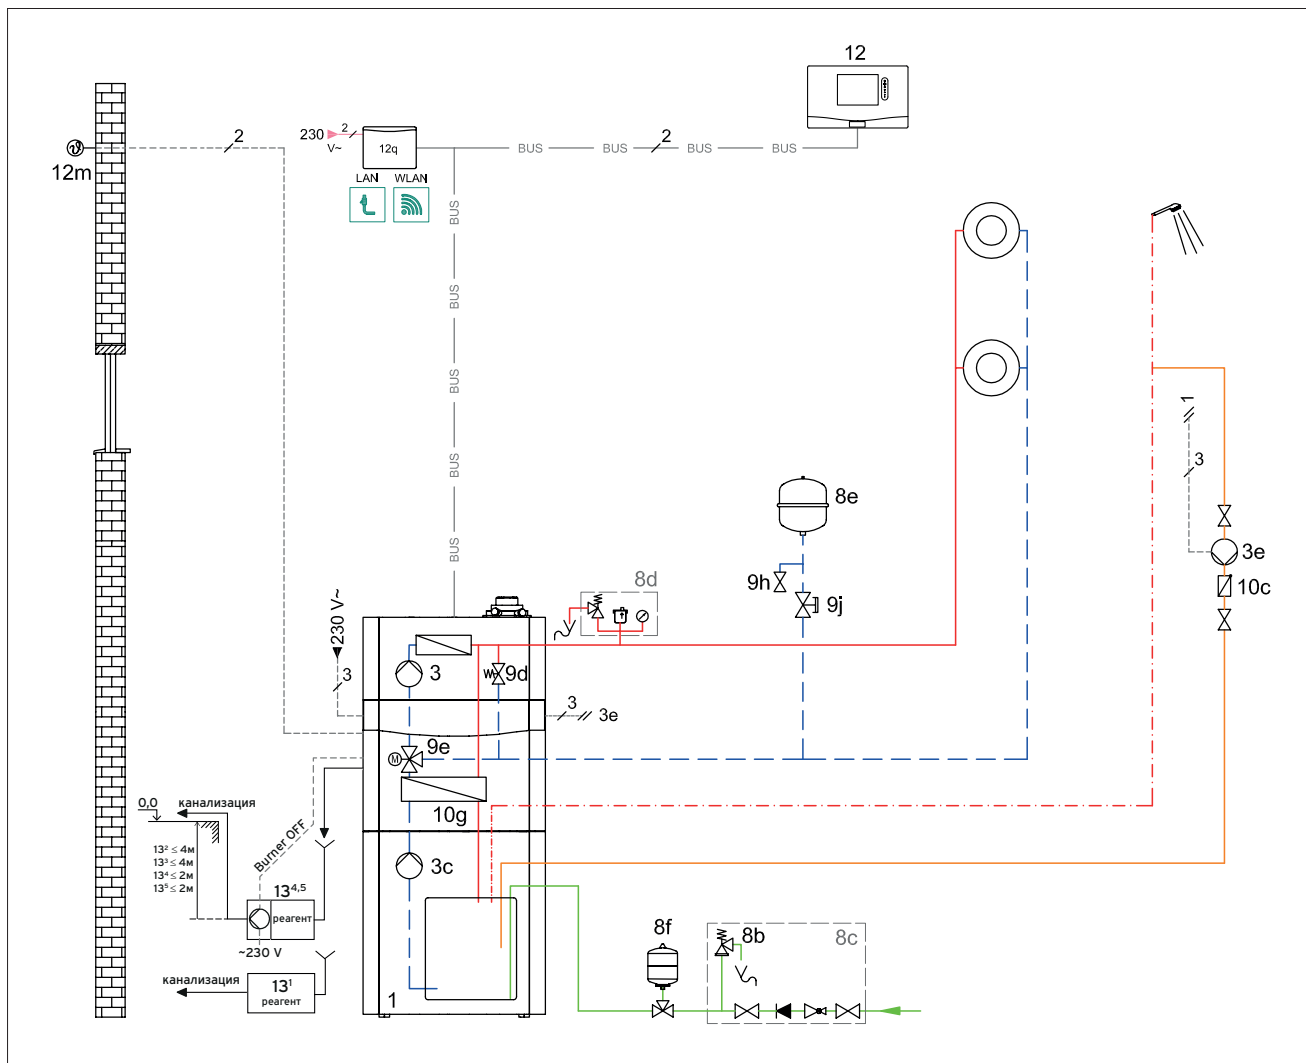 12
2
230
V~
2
12q
BUS
BUS
2
BUS
BUS
12m
LAN WLAN
BUS
BUS
BUS
BUS
BUS
1
3
8e
3e
10c
9h
9j
8d
230 V~
3
3
9d
3
3e
9e
M
10g
0,0
канализация
Burner OFF
13² ≤ 4м
13³ ≤ 4м
13⁴ ≤ 2м
13⁵ ≤ 2м
3c
13⁴,⁵
реагент
~230 V
8f
8b
8c
канализация
13¹
реагент
1